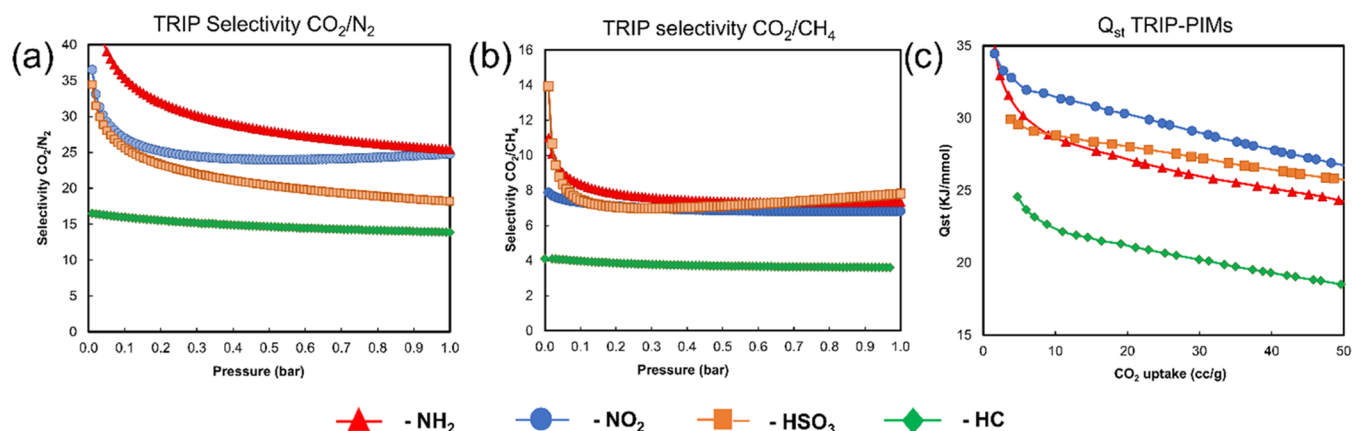 TRIP Selectivity CO₂/N₂
(a)
Selectivity CO₂/N₂
40
35
30
25
20
15
10
5
0
0.0 0.1 0.2 0.3 0.4 0.5 0.6 0.7 0.8 0.9 1.0
Pressure (bar)
TRIP selectivity CO₂/CH₄
(b)
Selectivity CO₂/CH₄
16
14
12
10
8
6
4
2
0
0.0 0.1 0.2 0.3 0.4 0.5 0.6 0.7 0.8 0.9 1.0
Pressure (bar)
Qst TRIP-PIMs
(c)
Qst (KJ/mmol)
35
30
25
20
15
0 10 20 30 40 50
CO₂ uptake (cc/g)
- NH₂ - NO₂ - HSO₃ - HC